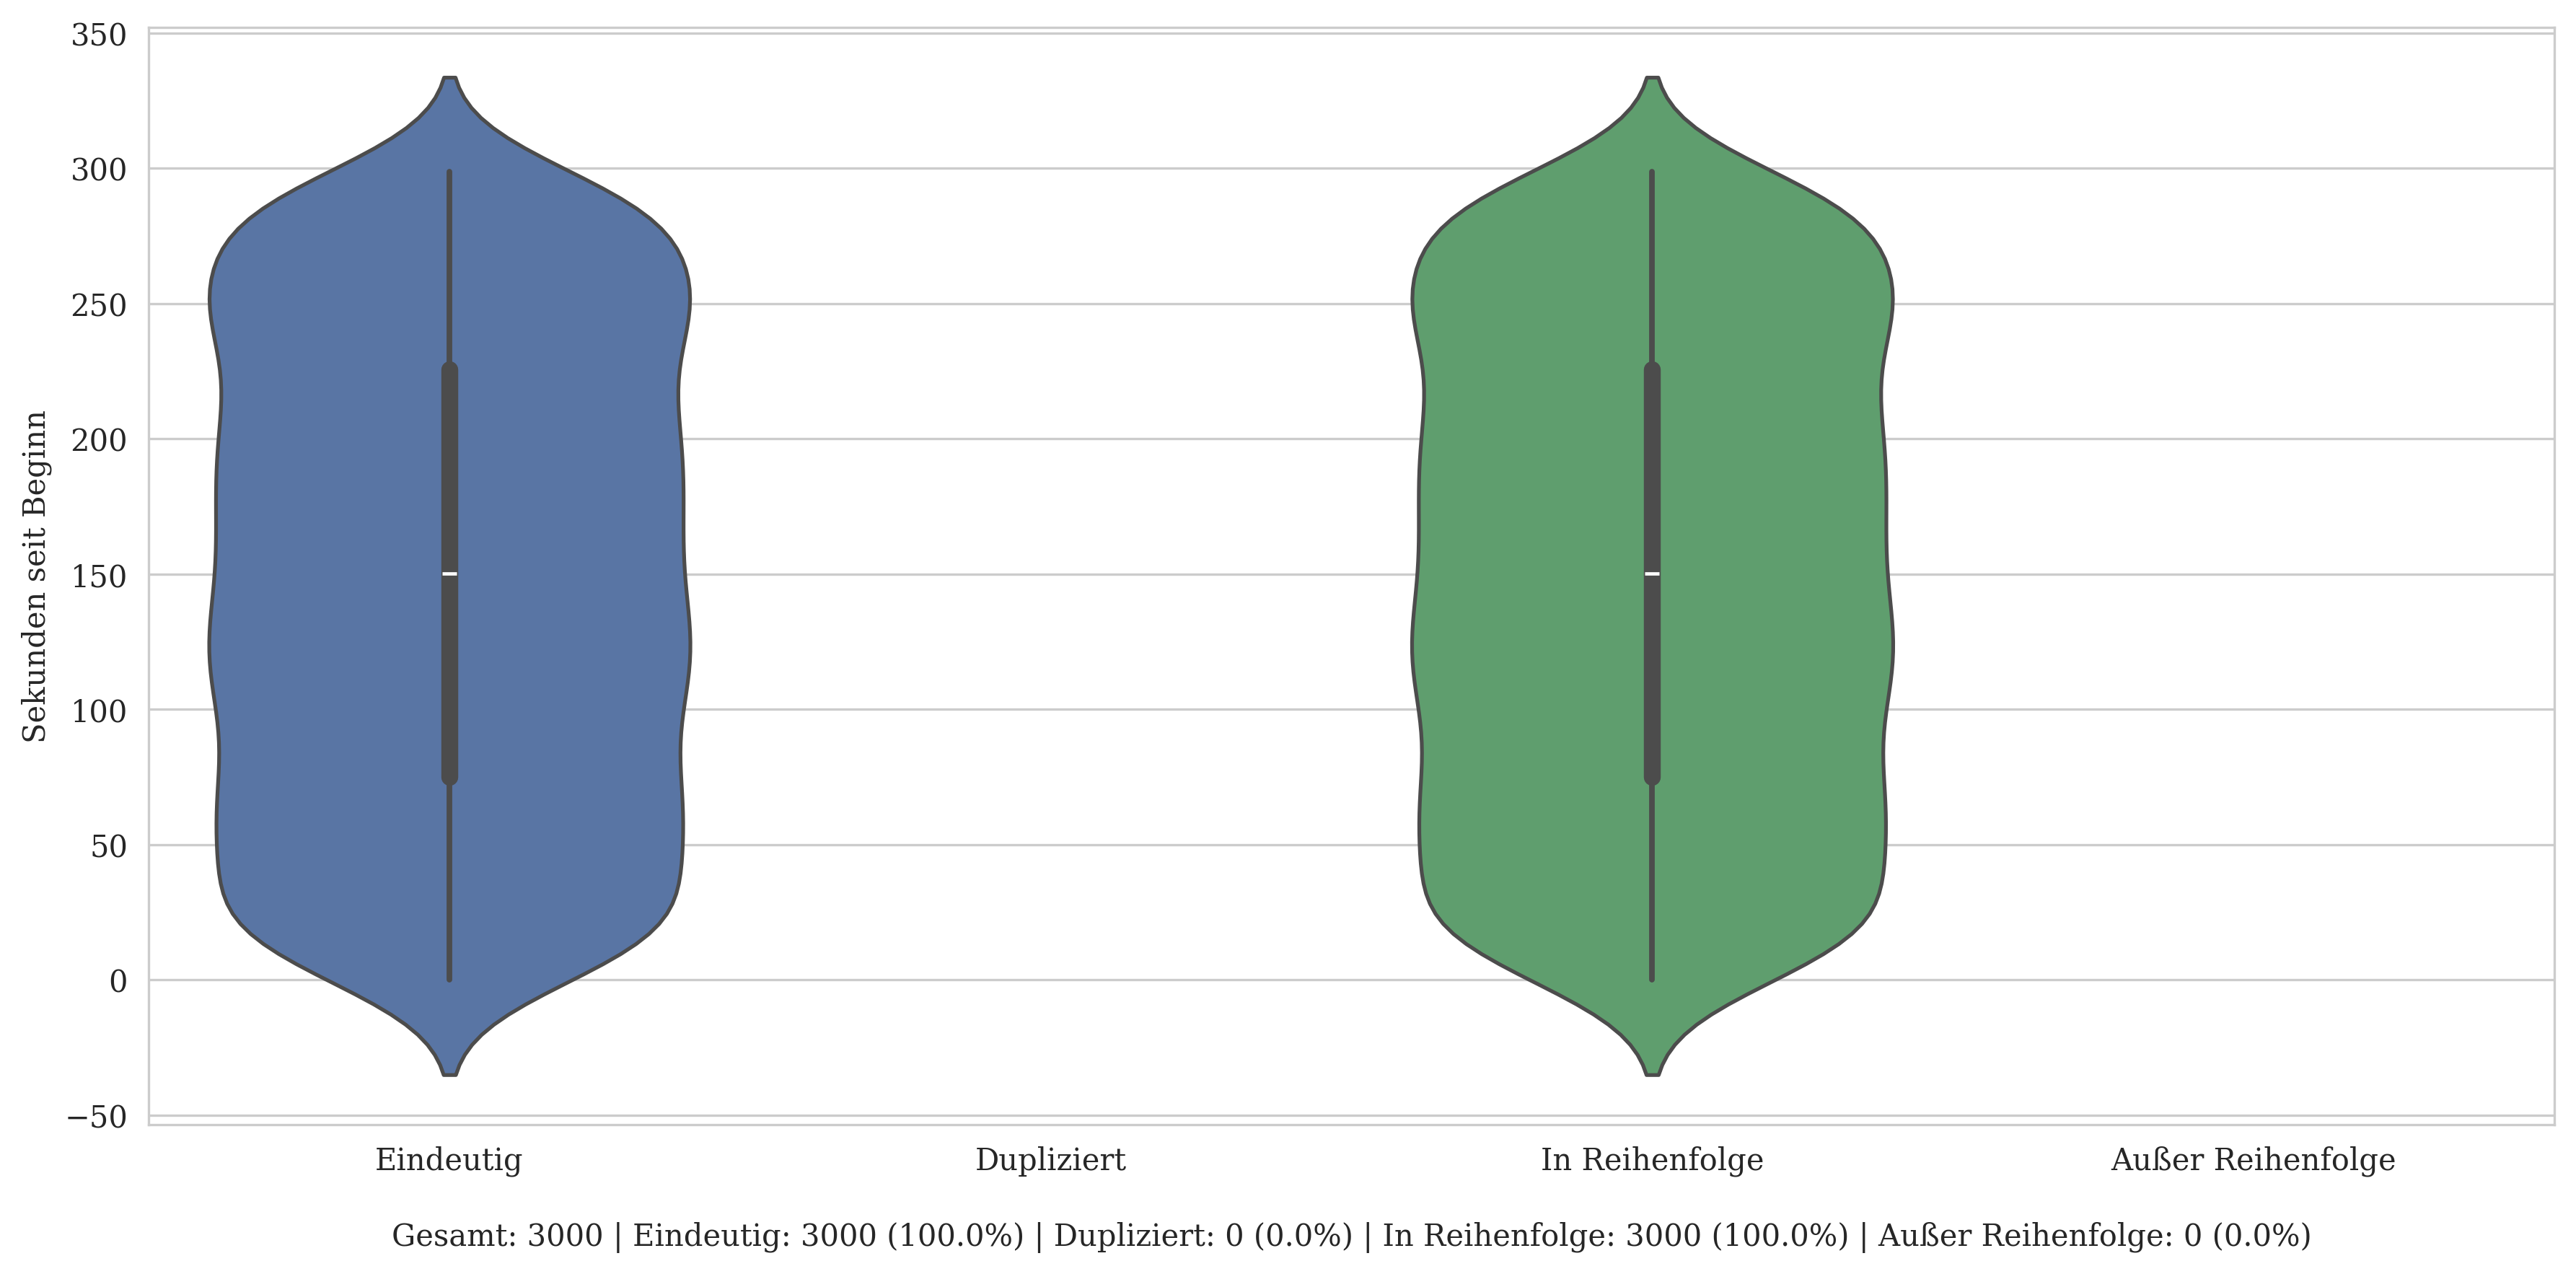 350
300
250
200
150
100
50
0
−50
Sekunden seit Beginn
Eindeutig
Dupliziert
In Reihenfolge
Außer Reihenfolge
Gesamt: 3000 | Eindeutig: 3000 (100.0%) | Dupliziert: 0 (0.0%) | In Reihenfolge: 3000 (100.0%) | Außer Reihenfolge: 0 (0.0%)